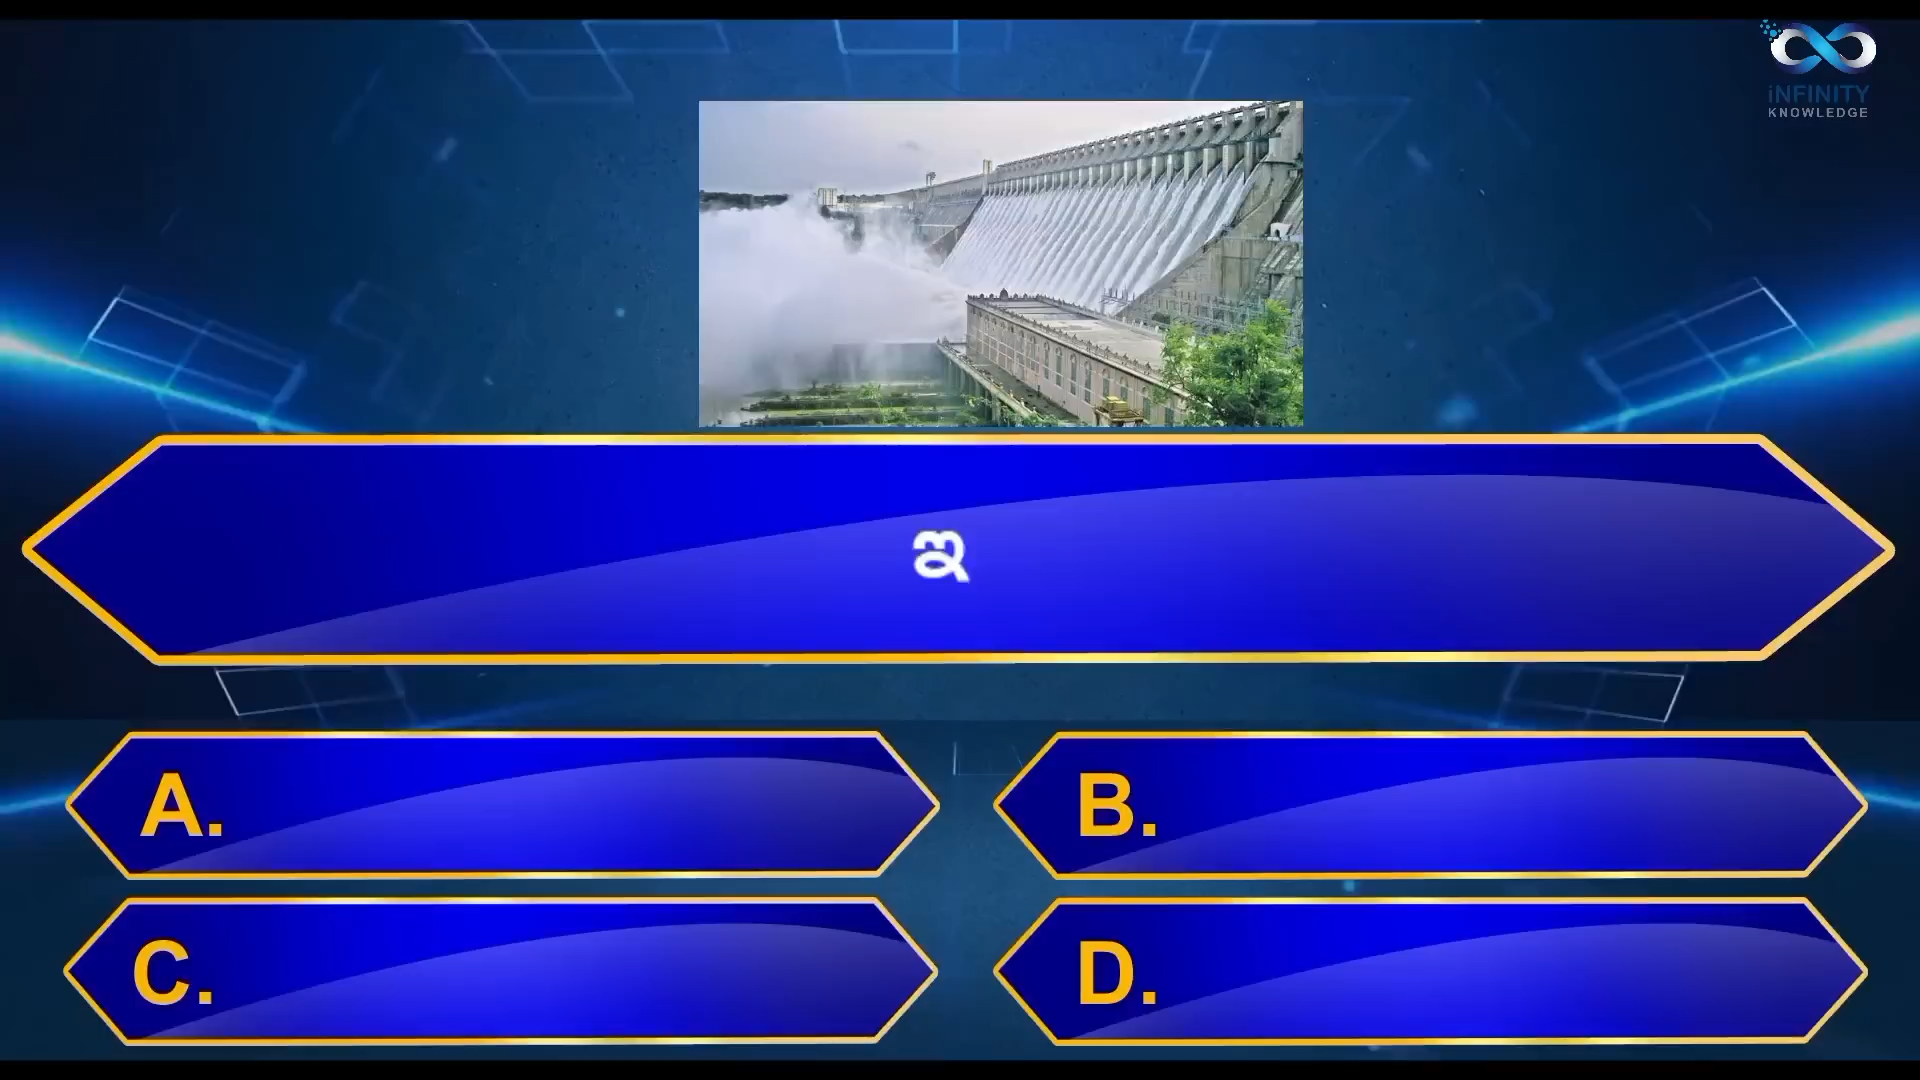 iNFINITY
KNOWLEDGE
ఇ
A.
B.
C.
D.